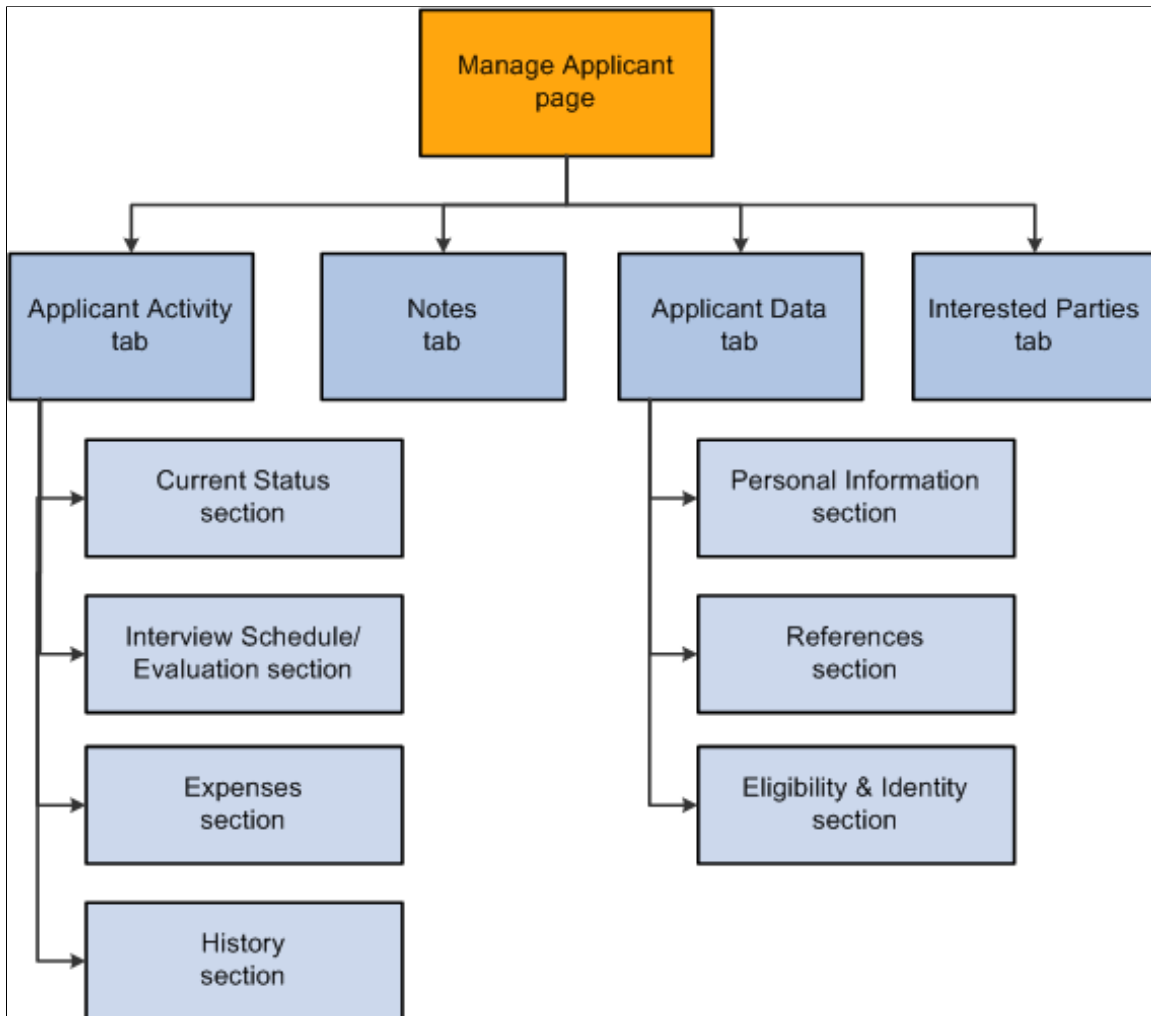 Manage Applicant
page
Applicant Activity
tab
Notes
tab
Applicant Data
tab
Interested Parties
tab
Current Status
section
Interview Schedule/
Evaluation section
Expenses
section
History
section
Personal Information
section
References
section
Eligibility & Identity
section